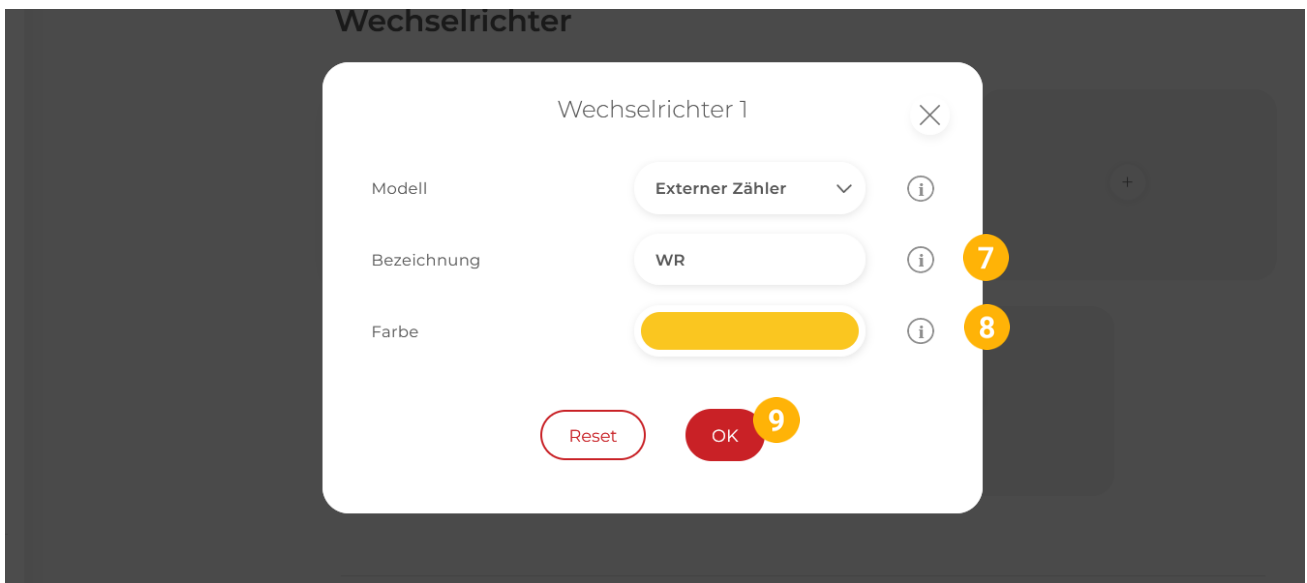 Wechselrichter
Wechselrichter 1
Modell
Externer Zähler
Bezeichnung
WR
7
Farbe
8
Reset
OK
9